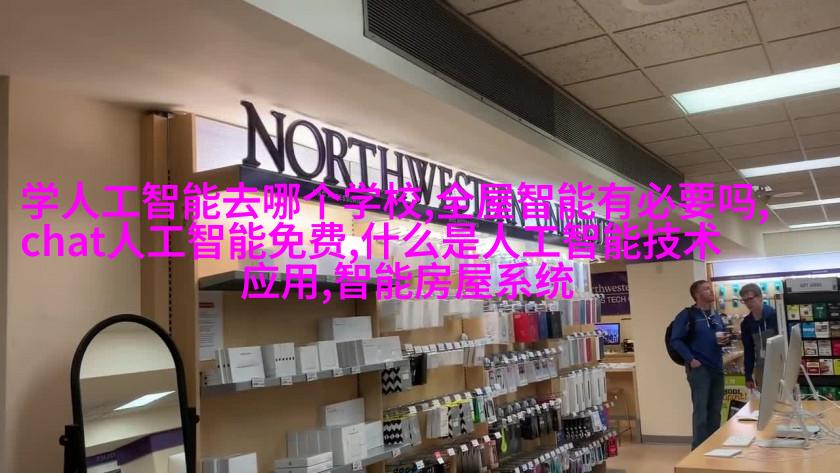 NORTHWEST
学人工智能去哪个学校,全屋智能有必要吗,
chat人工智能免费,什么是人工智能技术
应用,智能房屋系统
Northwestern
TECH